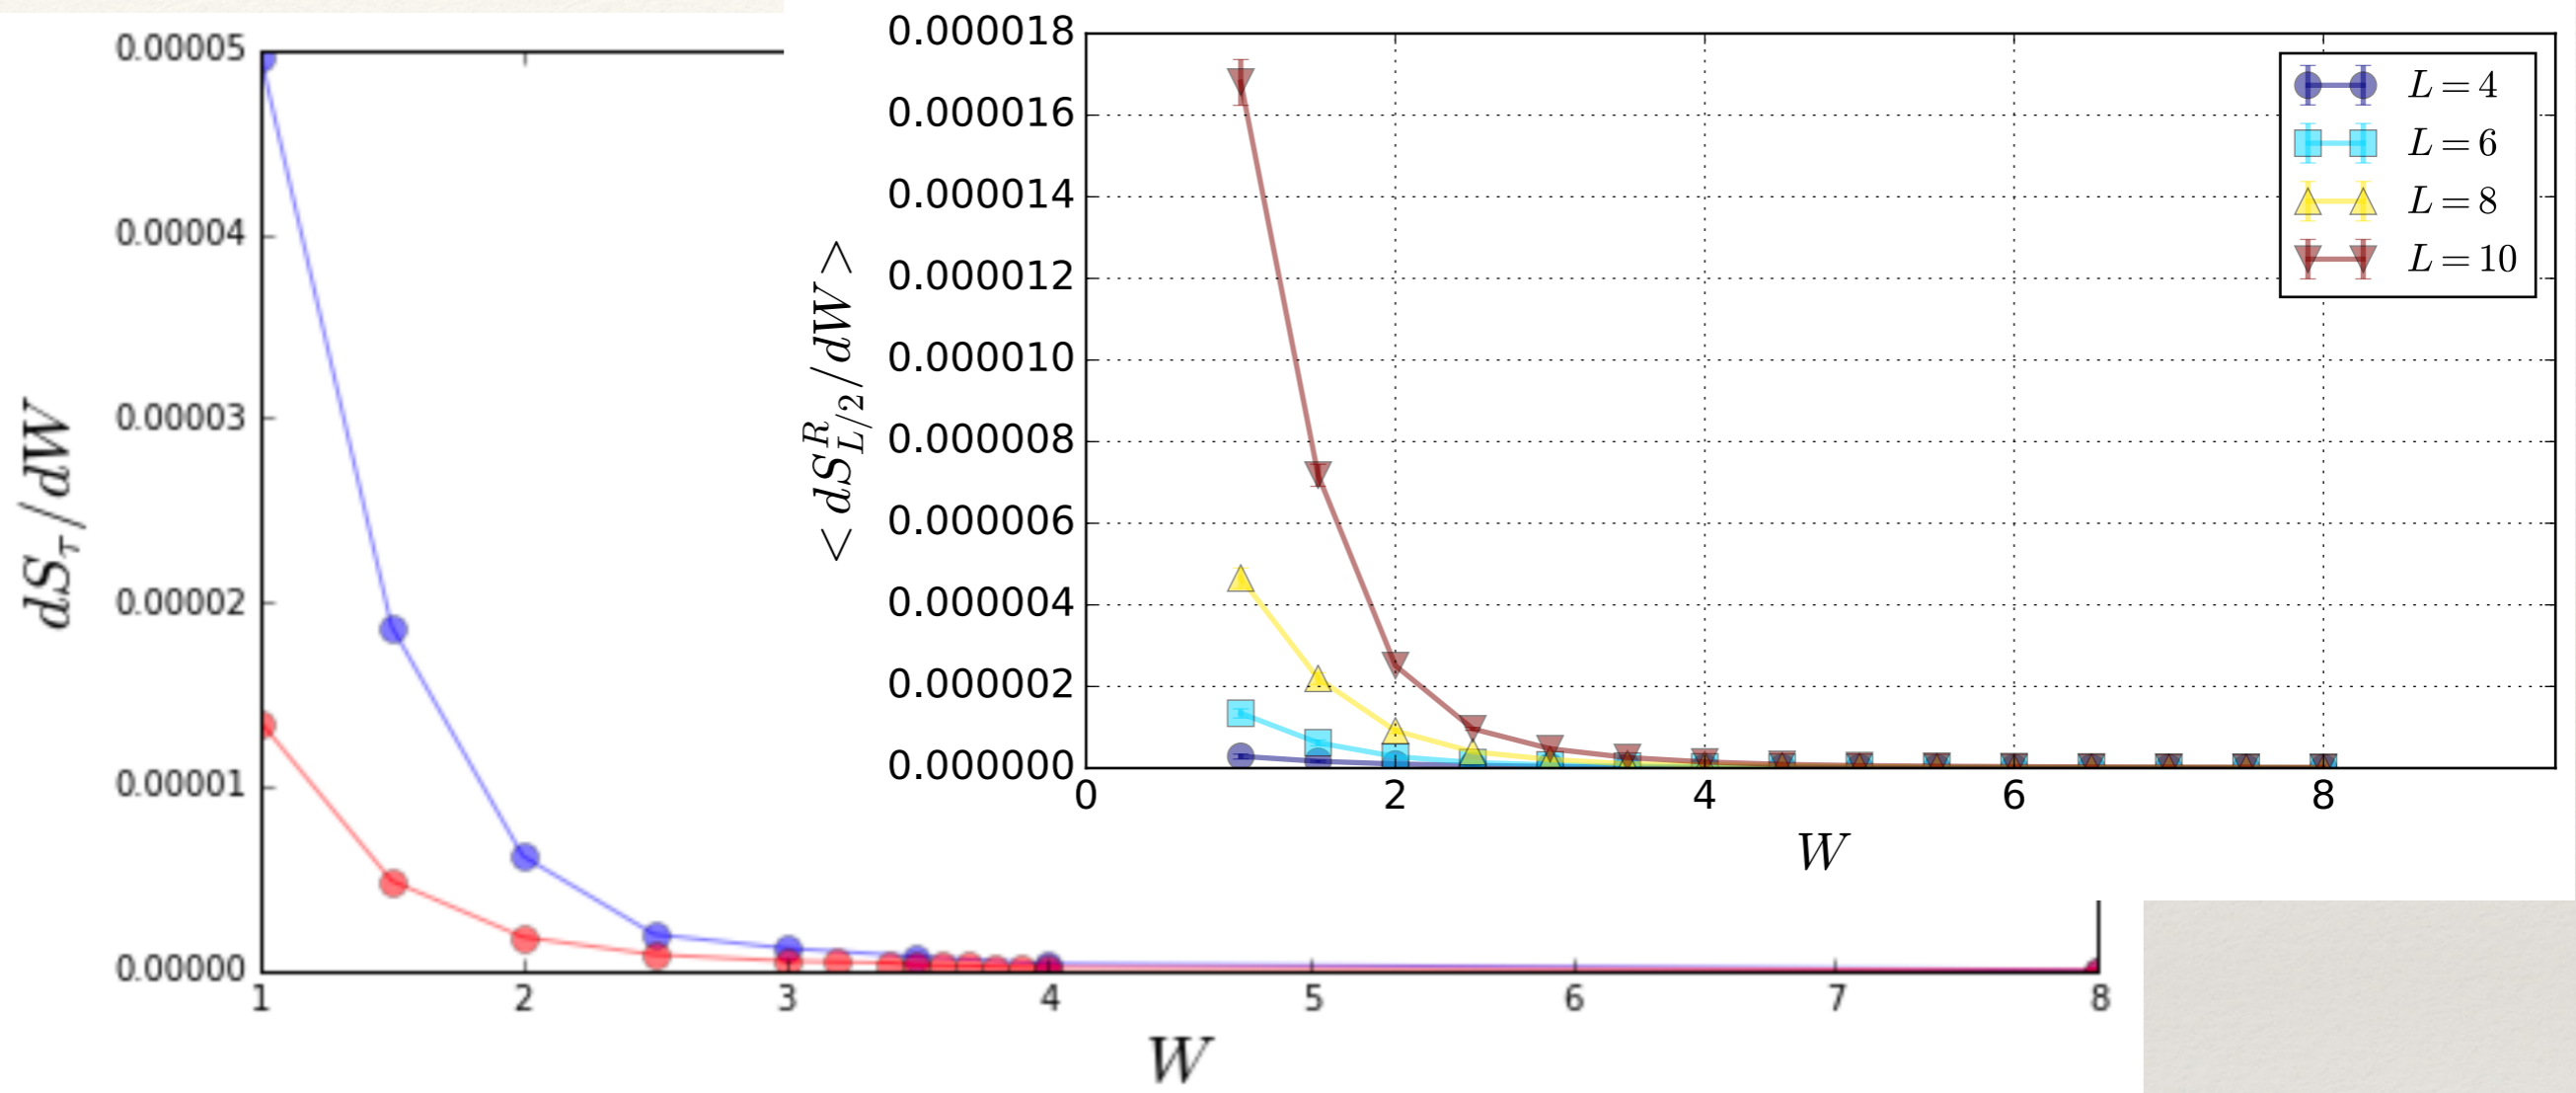 0.00005
0.00004
0.00003
0.00002
0.00001
0.00000
dS_τ/dW
1 2 3 4 5 6 7 8
W
0.000018
0.000016
0.000014
0.000012
0.000010
0.000008
0.000006
0.000004
0.000002
0.000000
< dS^R_{L/2}/dW >
0 2 4 6 8
W
L = 4
L = 6
L = 8
L = 10